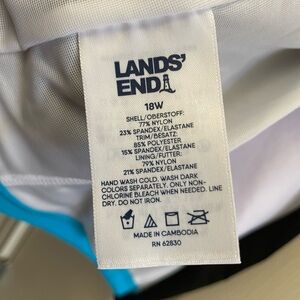 LANDS'
END
18W
SHELL/OBERSTOFF:
77% NYLON
23% SPANDEX/ELASTANE
TRIM/BESATZ:
85% POLYESTER
15% SPANDEX/ELASTANE
LINING/FUTTER:
79% NYLON
21% SPANDEX/ELASTANE
HAND WASH COLD. WASH DARK
COLORS SEPARATELY. ONLY NON-
CHLORINE BLEACH WHEN NEEDED. LINE
DRY. DO NOT IRON.
MADE IN CAMBODIA
RN 62830